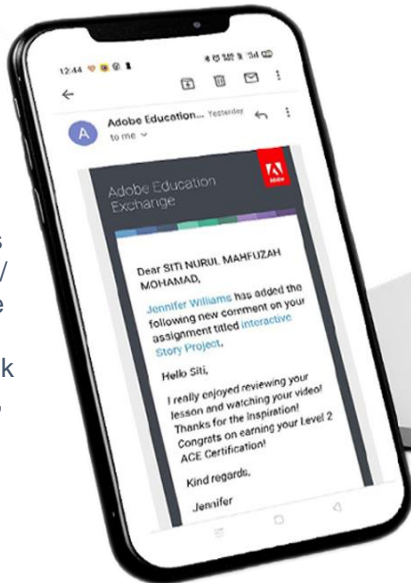 12:44
Adobe Education... Yesterday
to me
A
Adobe Education
Exchange
Adobe
Dear SITI NURUL MAHFUZAH
MOHAMAD,
Jennifer Williams has added the
following new comment on your
assignment titled interactive
Story Project.
Hello Siti,
I really enjoyed reviewing your
lesson and watching your video!
Thanks for the inspiration!
Congrats on earning your Level 2
ACE Certification!
Kind regards,
Jennifer